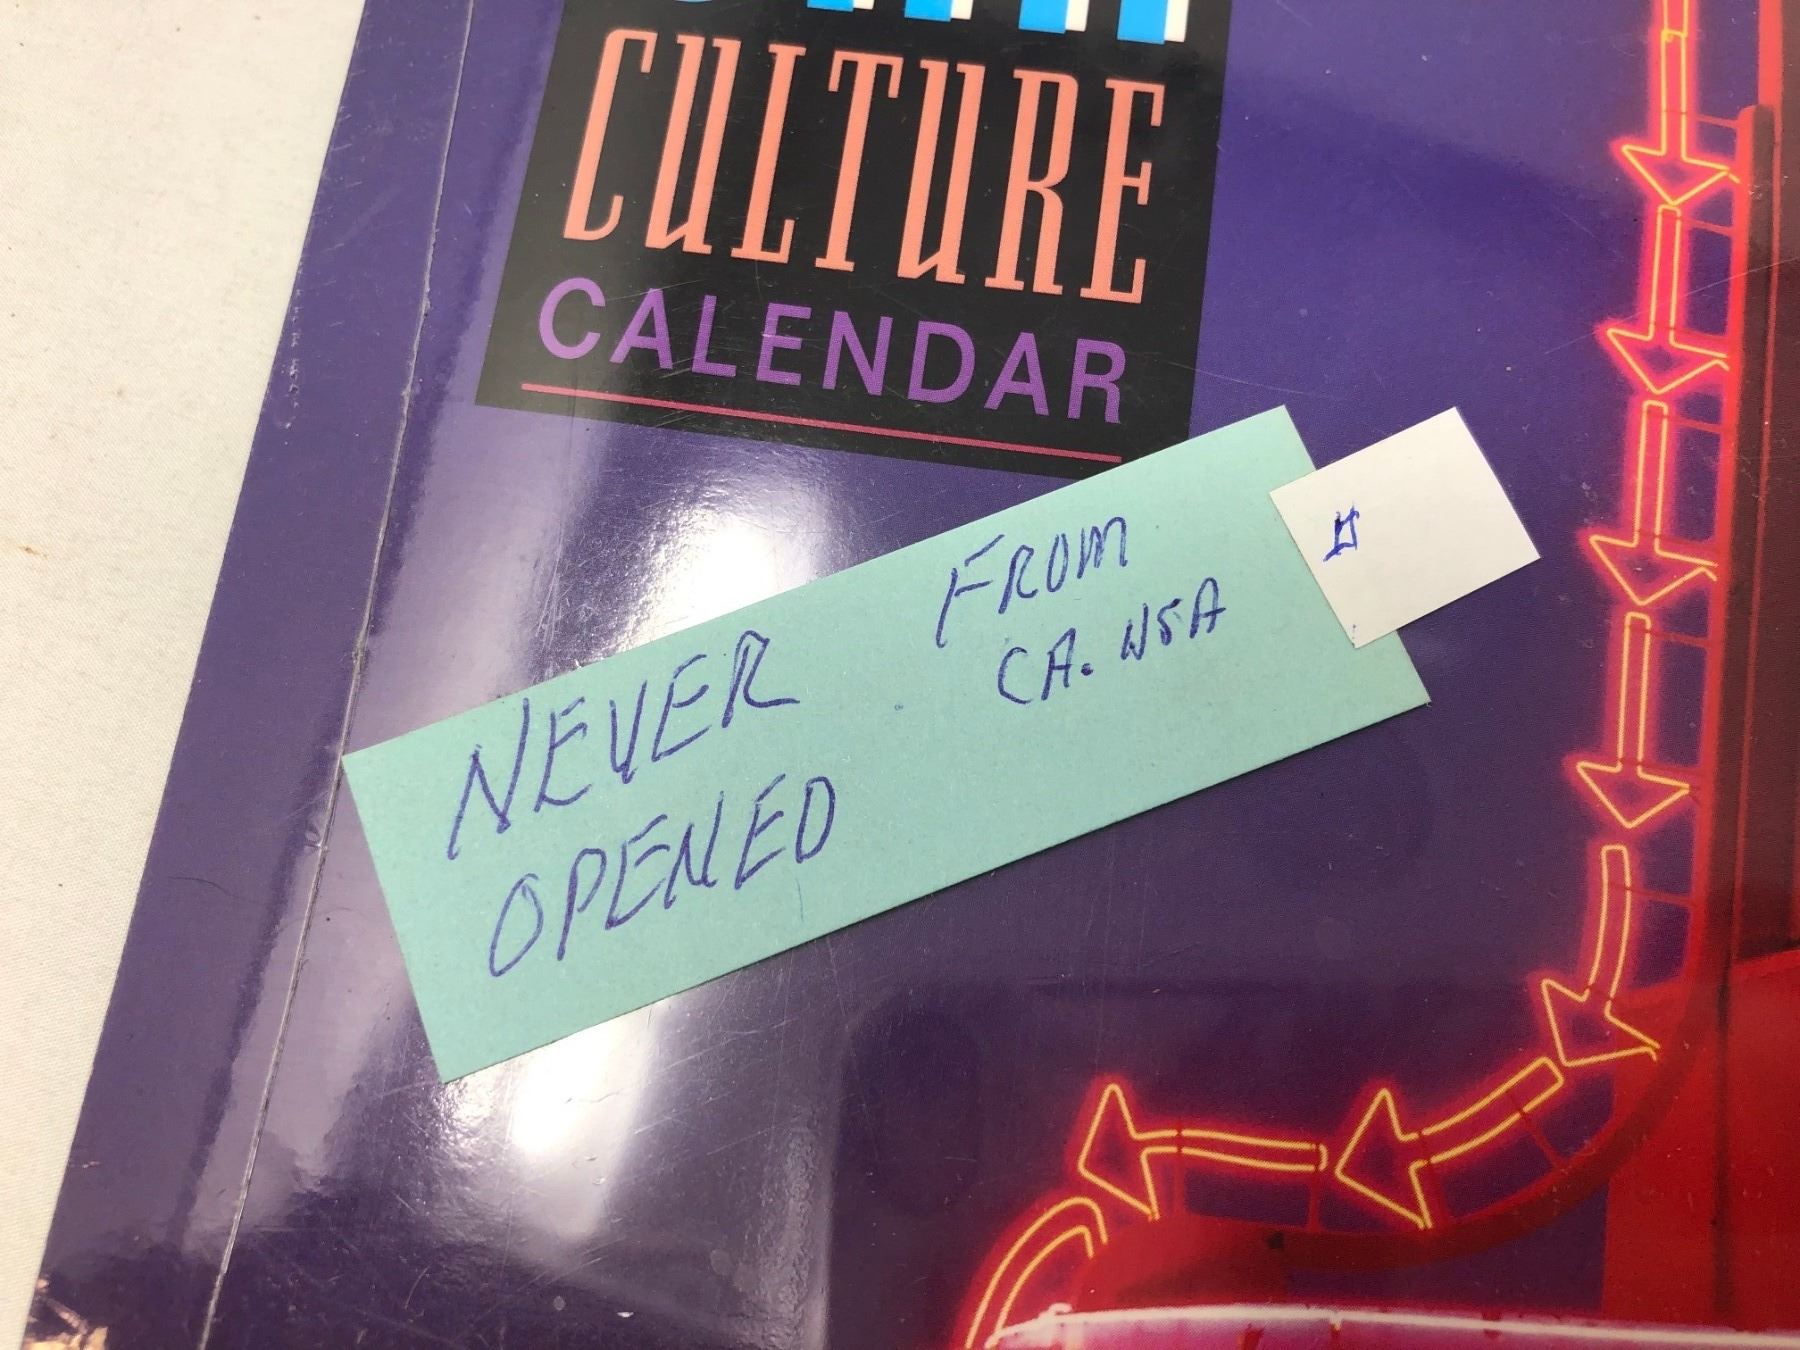 CULTURE
CALENDAR
NEVER
OPENED
FROM
CA. USA